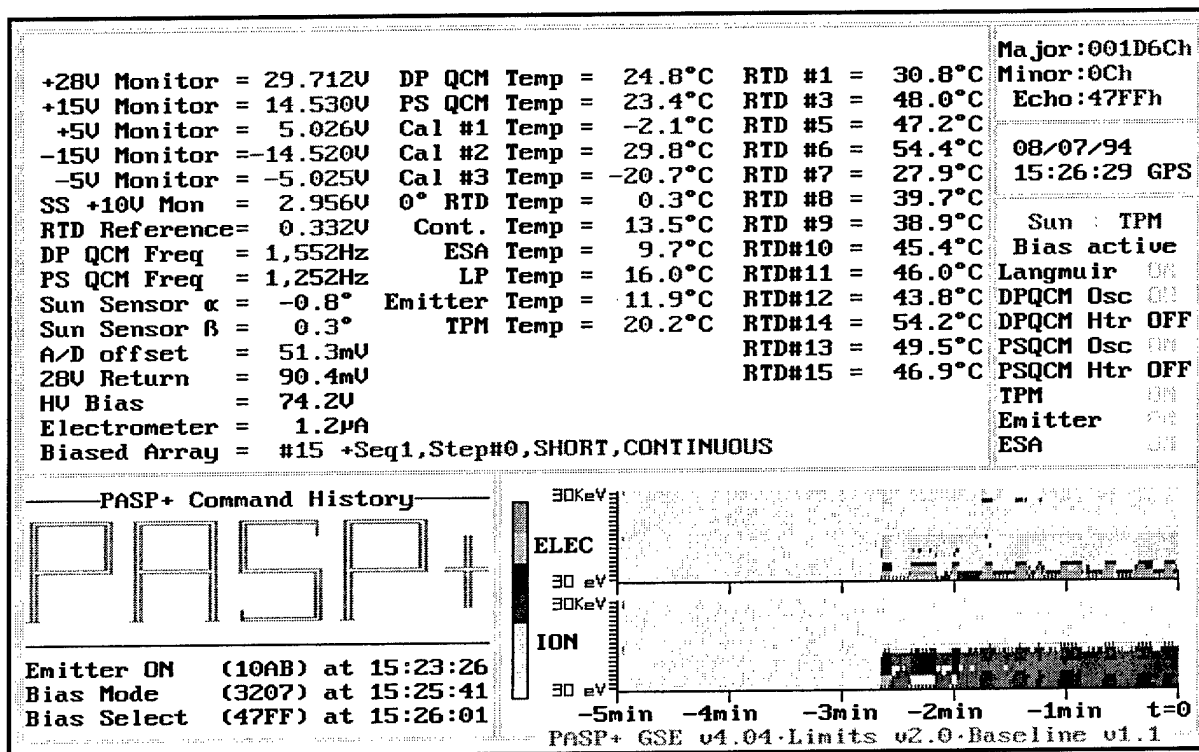 +28V Monitor = 29.712V DP QCM Temp = 24.8°C RTD #1 = 30.8°C
+15V Monitor = 14.530V PS QCM Temp = 23.4°C RTD #3 = 48.0°C
+5V Monitor = 5.026V Cal #1 Temp = -2.1°C RTD #5 = 47.2°C
-15V Monitor =-14.520V Cal #2 Temp = 29.8°C RTD #6 = 54.4°C
-5V Monitor = -5.025V Cal #3 Temp = -20.7°C RTD #7 = 27.9°C
SS +10V Mon = 2.956V 0° RTD Temp = 0.3°C RTD #8 = 39.7°C
RTD Reference= 0.332V Cont. Temp = 13.5°C RTD #9 = 38.9°C
DP QCM Freq = 1,552Hz ESA Temp = 9.7°C RTD#10 = 45.4°C
PS QCM Freq = 1,252Hz LP Temp = 16.0°C RTD#11 = 46.0°C
Sun Sensor α = -0.8° Emitter Temp = 11.9°C RTD#12 = 43.8°C
Sun Sensor β = 0.3° TPM Temp = 20.2°C RTD#14 = 54.2°C
A/D offset = 51.3mV RTD#13 = 49.5°C
28V Return = 90.4mV RTD#15 = 46.9°C
HV Bias = 74.2V
Electrometer = 1.2µA
Biased Array = #15 +Seq1,Step#0,SHORT,CONTINUOUS
Major:001D6Ch
Minor:0Ch
Echo:47FFh
08/07/94
15:26:29 GPS
Sun : TPM
Bias active
Langmuir ON
DPQCM Osc ON
DPQCM Htr OFF
PSQCM Osc ON
PSQCM Htr OFF
TPM ON
Emitter ON
ESA ON
PASP+ Command History
PASP+
Emitter ON (10AB) at 15:23:26
Bias Mode (3207) at 15:25:41
Bias Select (47FF) at 15:26:01
30KeV
ELEC
30 eV
30KeV
ION
30 eV
-5min -4min -3min -2min -1min t=0
PASP+ GSE v4.04·Limits v2.0·Baseline v1.1